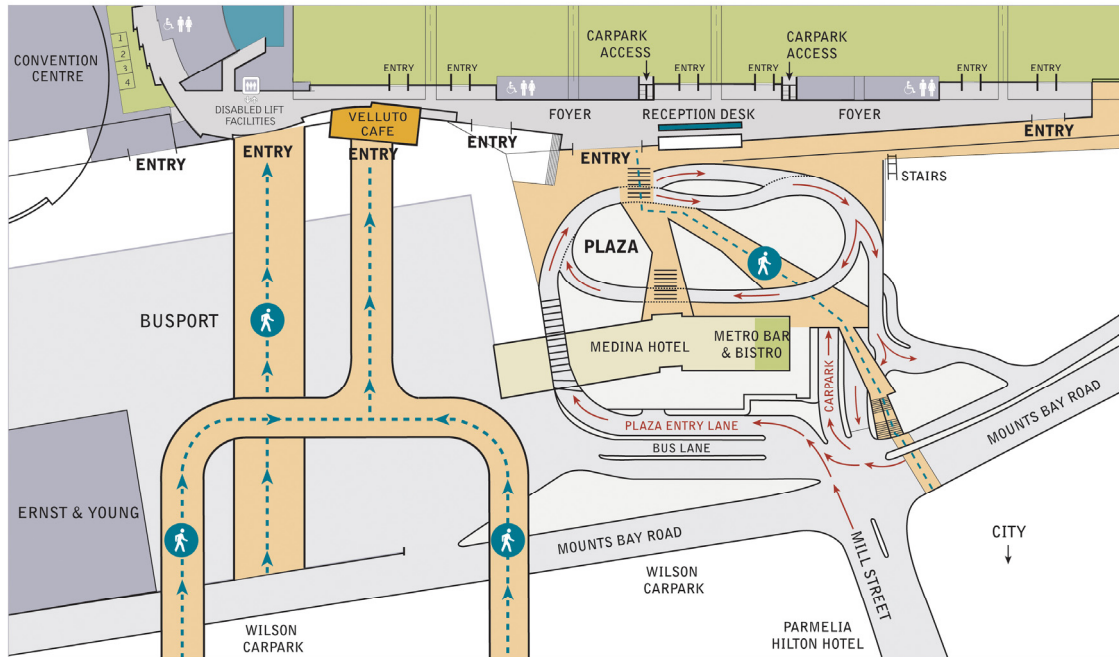 CONVENTION
CENTRE
1
2
3
4
DISABLED LIFT
FACILITIES
VELLUTO
CAFE
ENTRY
ENTRY
ENTRY
ENTRY
CARPARK
ACCESS
CARPARK
ACCESS
ENTRY
ENTRY
ENTRY
ENTRY
ENTRY
ENTRY
FOYER
RECEPTION DESK
FOYER
ENTRY
ENTRY
STAIRS
PLAZA
BUSPORT
MEDINA HOTEL
METRO BAR
& BISTRO
CARPARK
PLAZA ENTRY LANE
BUS LANE
MOUNTS BAY ROAD
ERNST & YOUNG
MOUNTS BAY ROAD
MILL STREET
CITY
WILSON
CARPARK
WILSON
CARPARK
PARMELIA
HILTON HOTEL